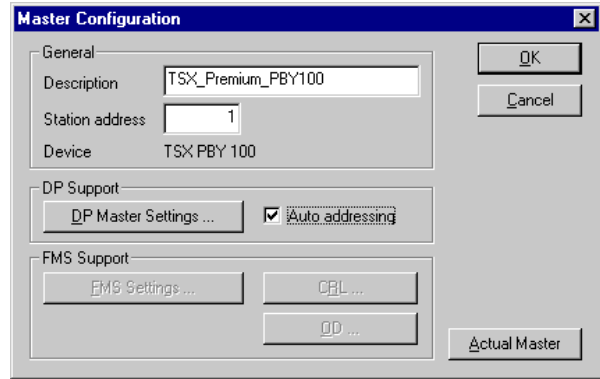 Master Configuration
General
Description TSX_Premium_PBY100
Station address 1
Device TSX PBY 100
OK
Cancel
DP Support
DP Master Settings ... Auto addressing
FMS Support
FMS Settings ... CRL ...
OD ...
Actual Master